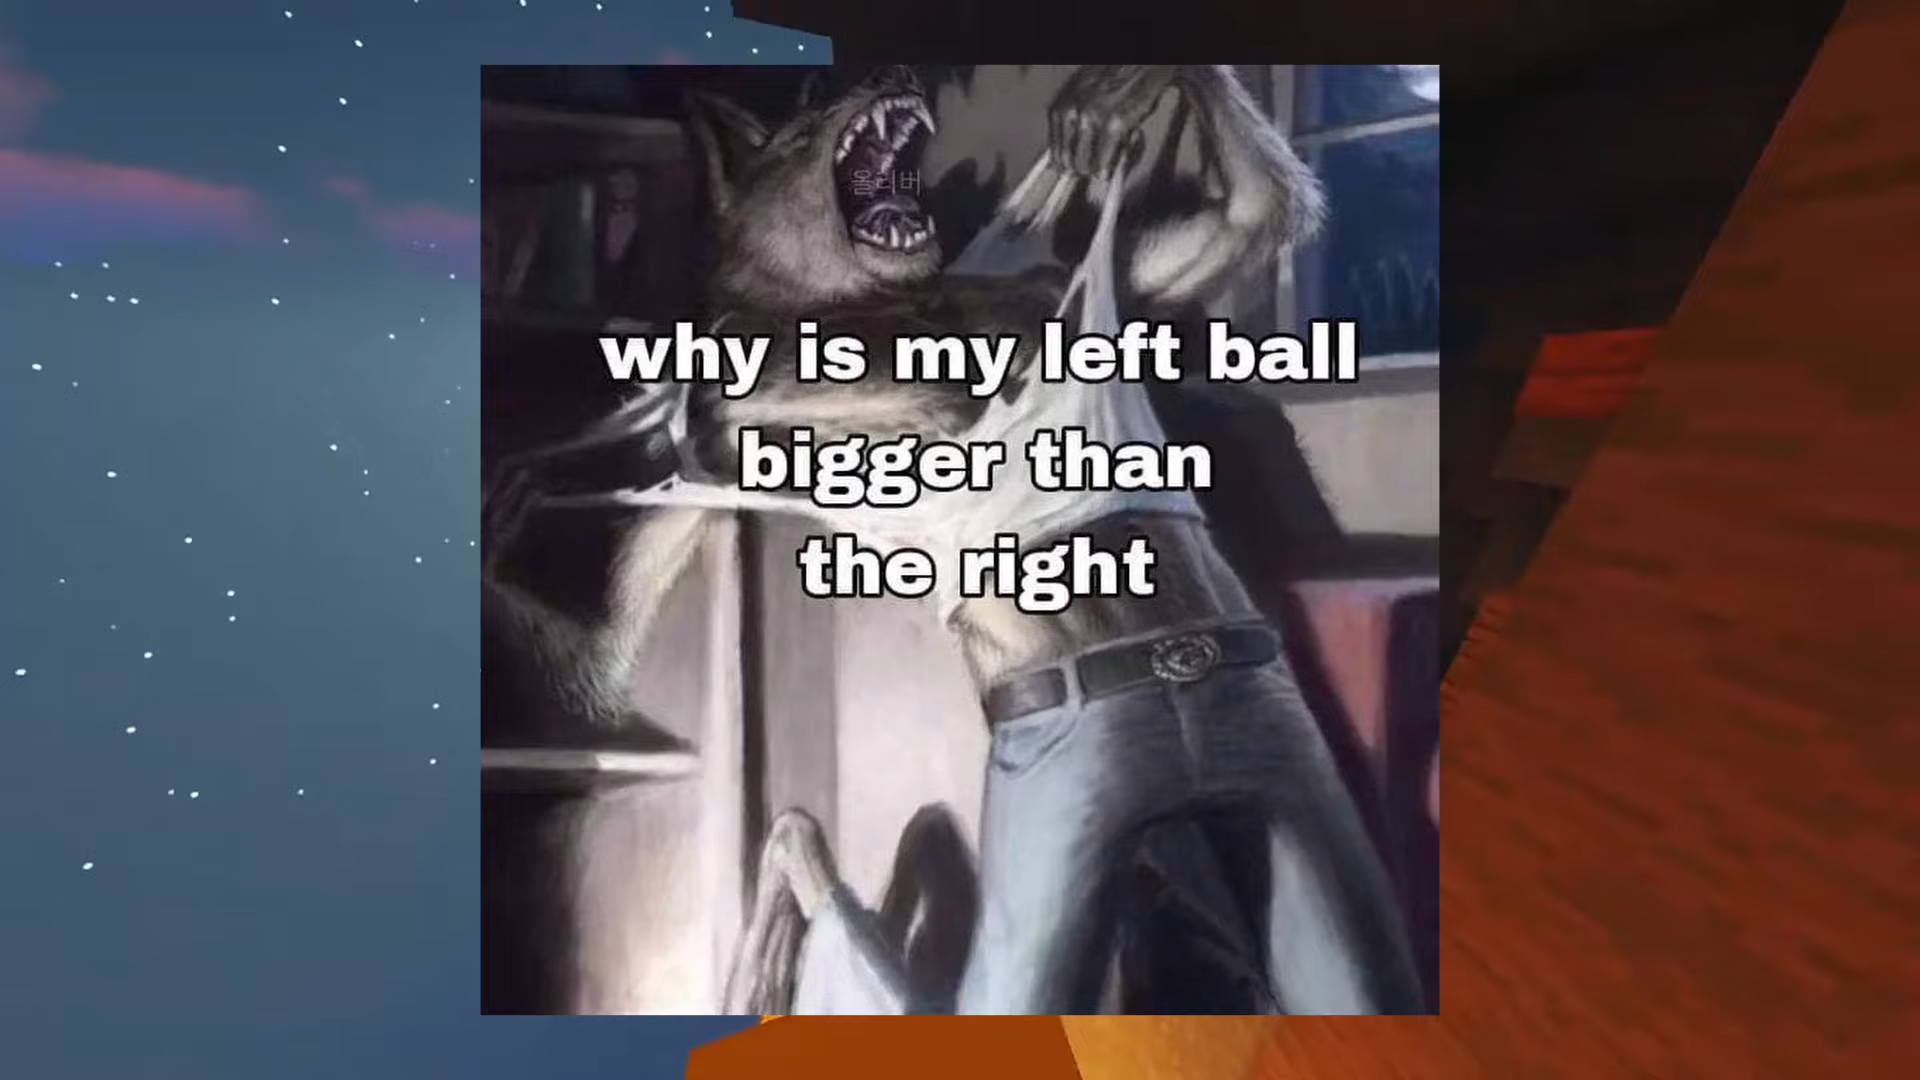 올리버
why is my left ball
bigger than
the right